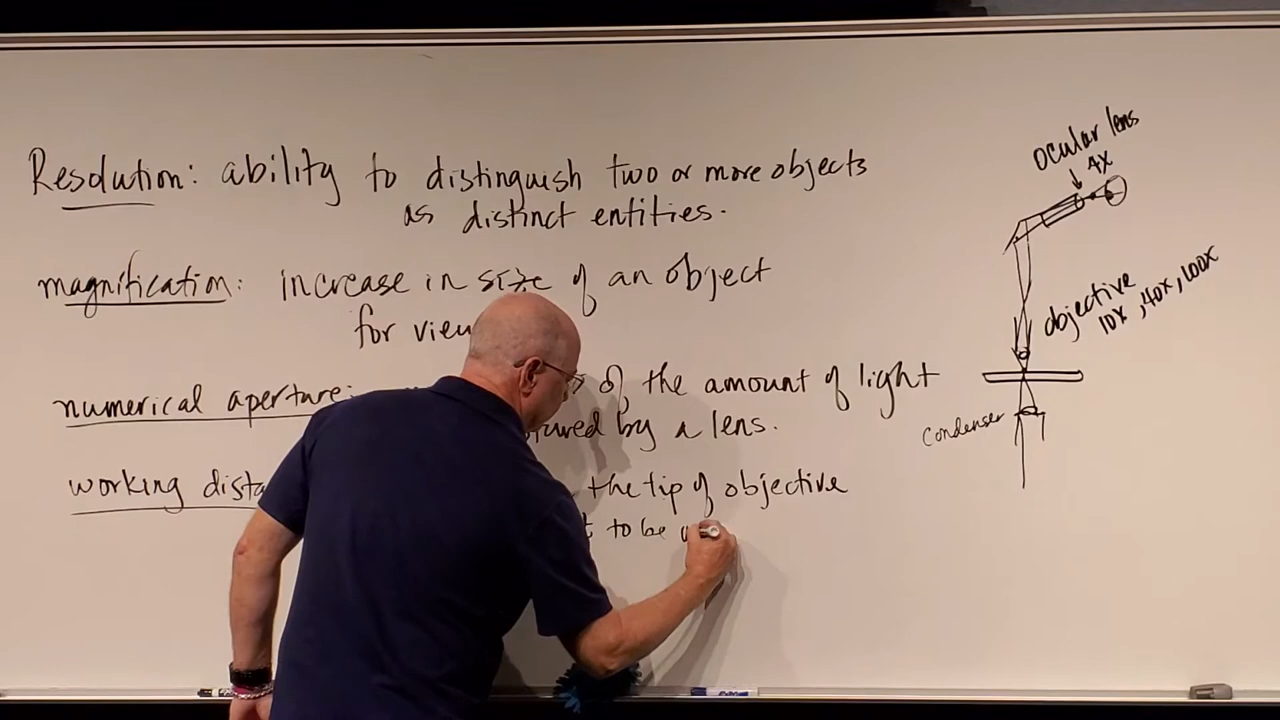 Resolution: ability to distinguish two or more objects
as distinct entities.
magnification: increase in size of an object
for view
numerical aperture: of the amount of light
by a lens.
working dista the tip of objective
to be
ocular lens
4x
objective
10x, 40x, 100x
Condenser